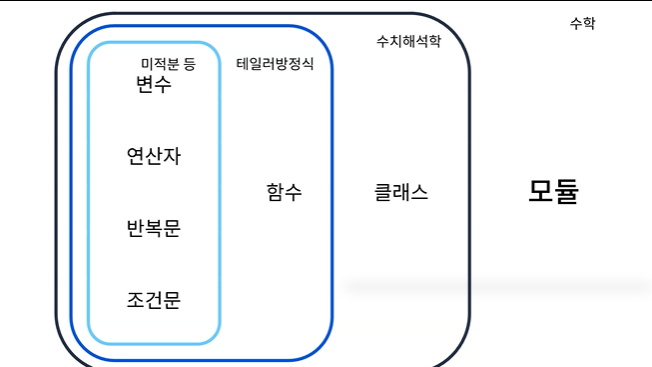 수학
수치해석학
미적분 등
테일러방정식
변수
연산자
반복문
조건문
함수
클래스
모듈